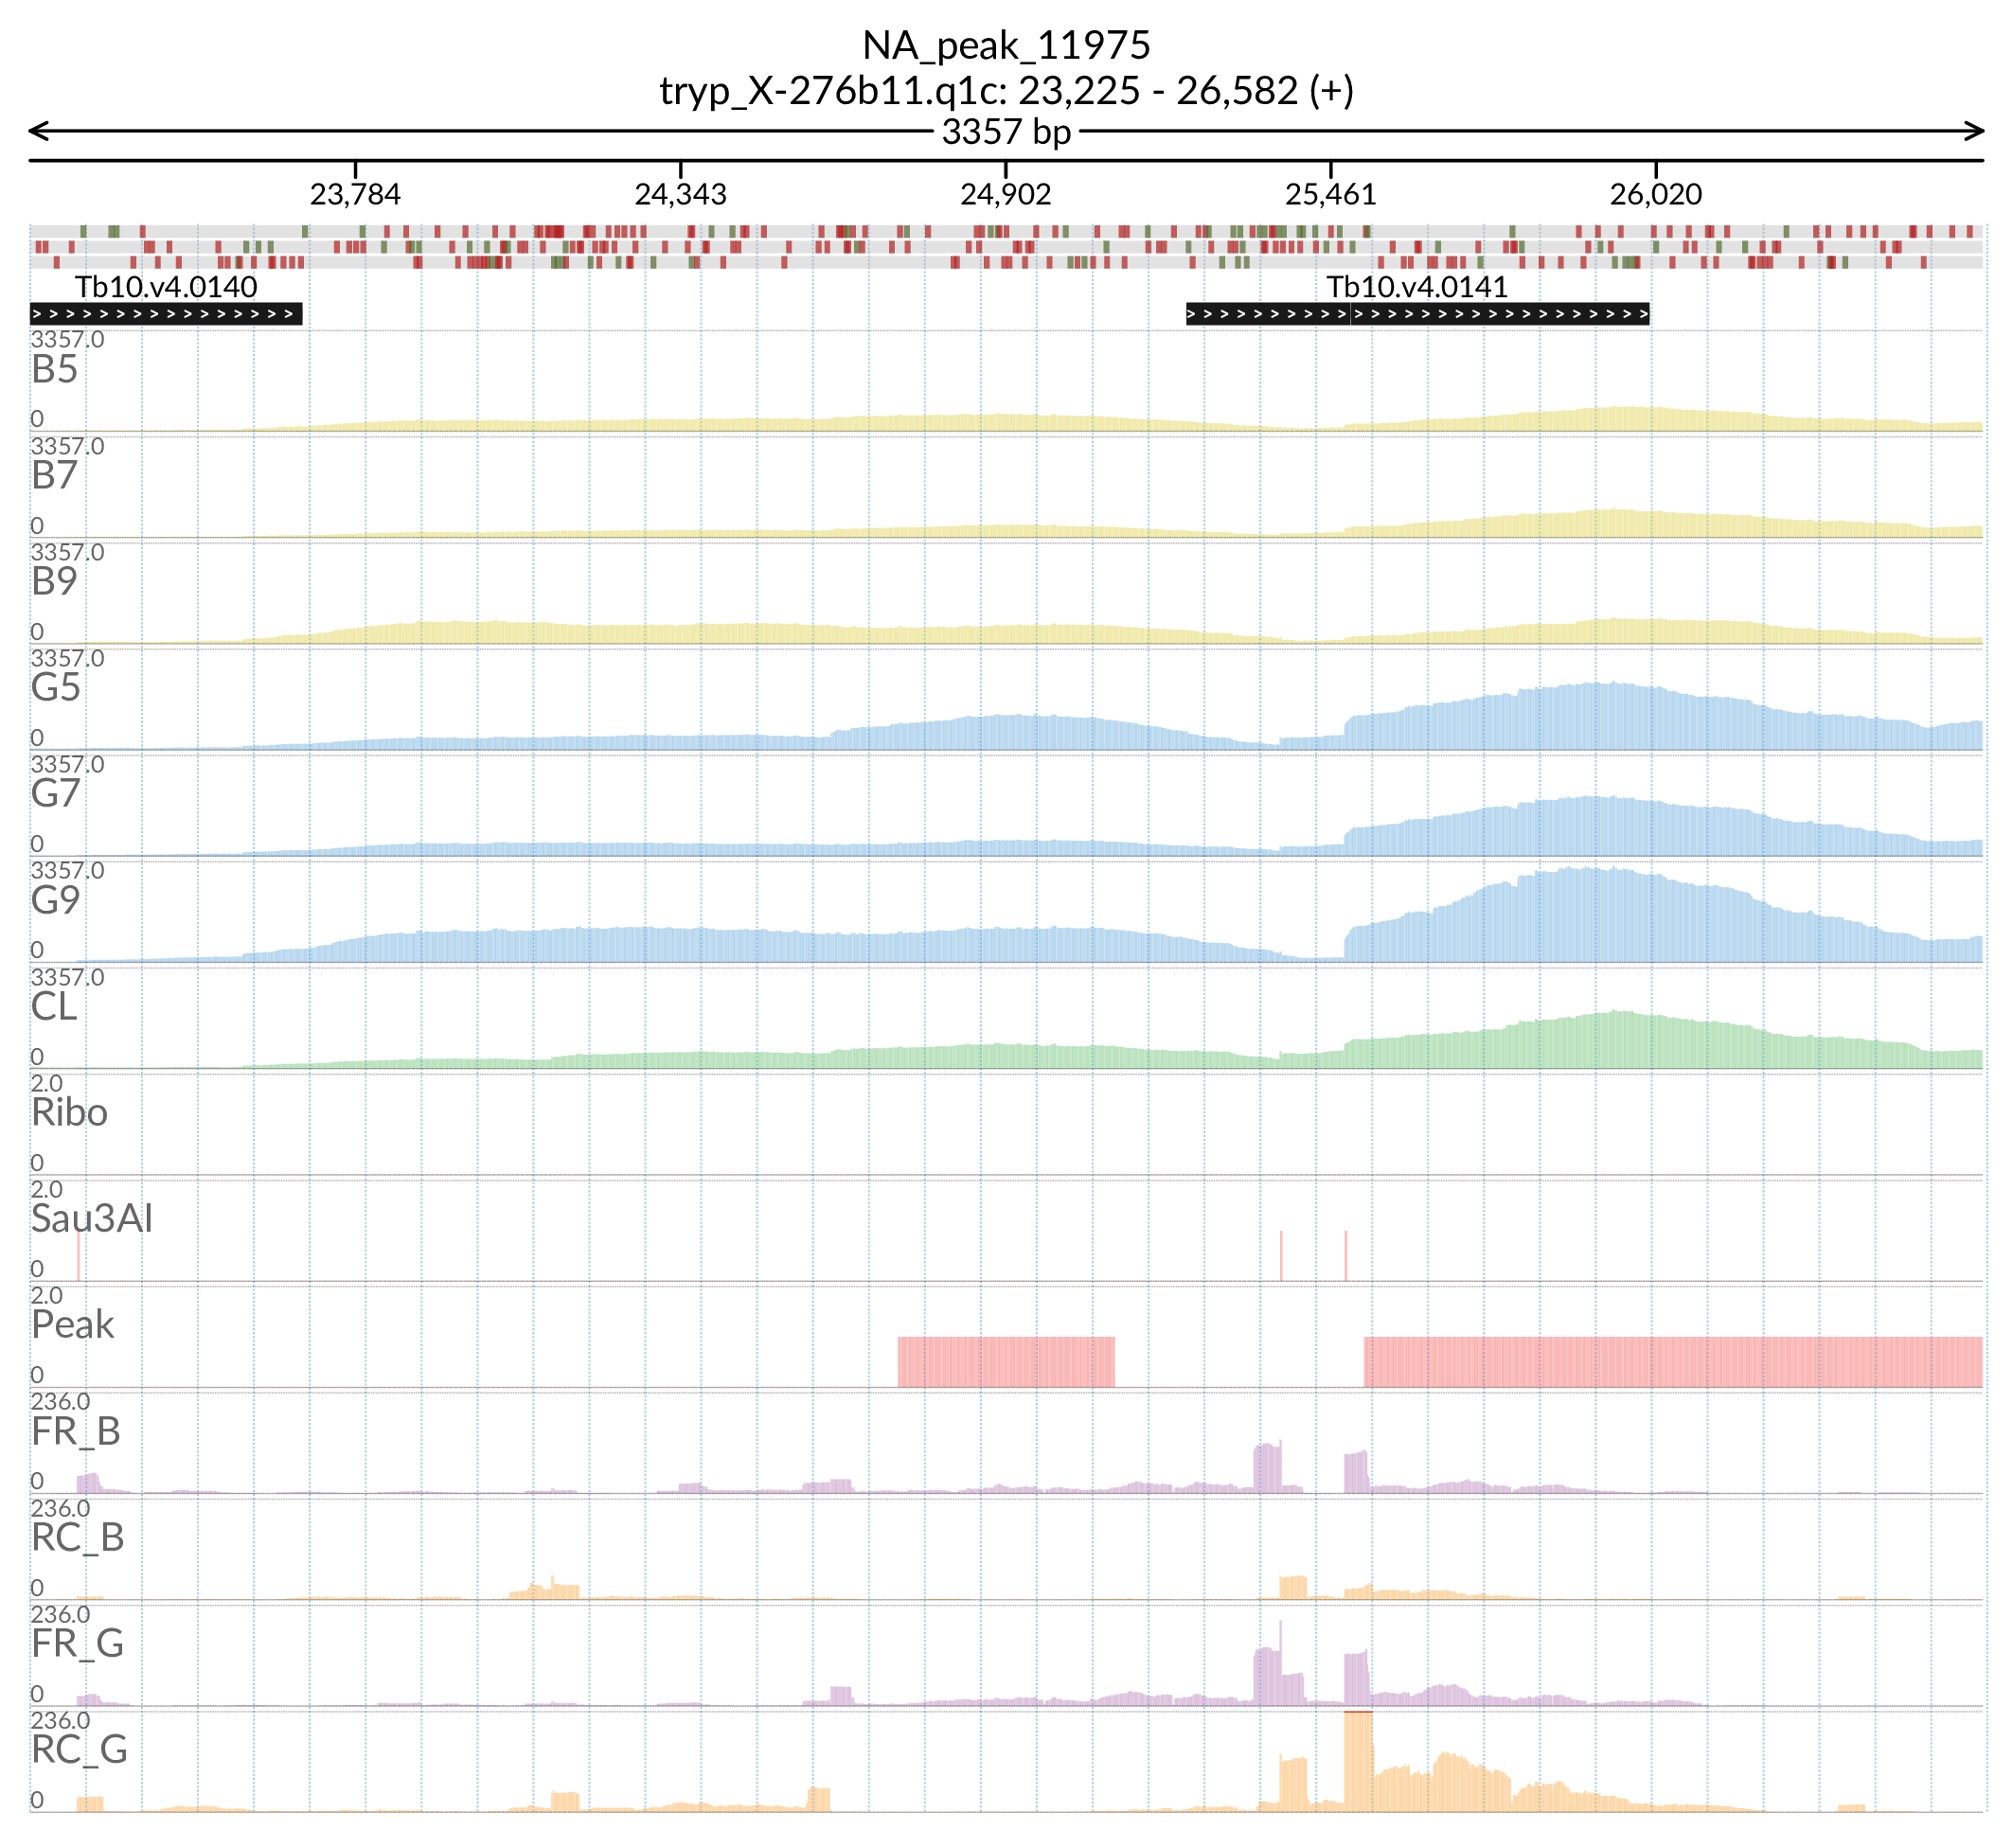 NA_peak_11975
tryp_X-276b11.q1c: 23,225 - 26,582 (+)
3357 bp
23,784 24,343 24,902 25,461 26,020
Tb10.v4.0140 Tb10.v4.0141
3357.0
B5
0
3357.0
B7
0
3357.0
B9
0
3357.0
G5
0
3357.0
G7
0
3357.0
G9
0
3357.0
CL
0
2.0
Ribo
0
2.0
Sau3AI
0
2.0
Peak
0
236.0
FR_B
0
236.0
RC_B
0
236.0
FR_G
0
236.0
RC_G
0